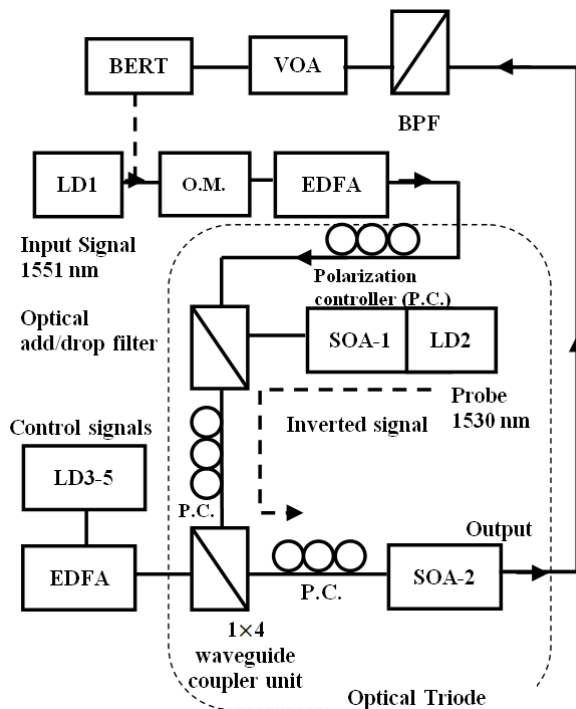 BERT
VOA
BPF
LD1
O.M.
EDFA
Input Signal
1551 nm
Polarization
controller (P.C.)
Optical
add/drop filter
SOA-1
LD2
Probe
1530 nm
Inverted signal
Control signals
LD3-5
P.C.
Output
EDFA
P.C.
SOA-2
1×4
waveguide
coupler unit
Optical Triode